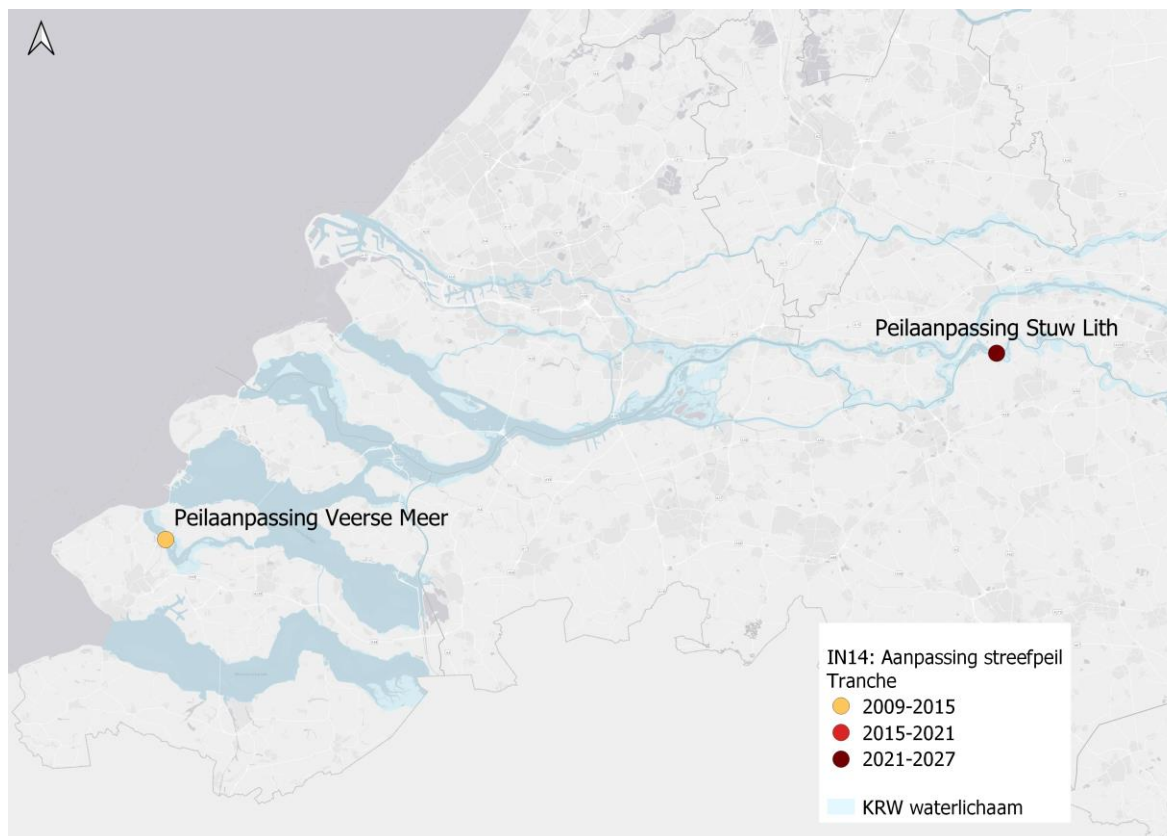 Peilaanpassing Stuw Lith
Peilaanpassing Veerse Meer
IN14: Aanpassing streefpeil
Tranche
2009-2015
2015-2021
2021-2027
KRW waterlichaam